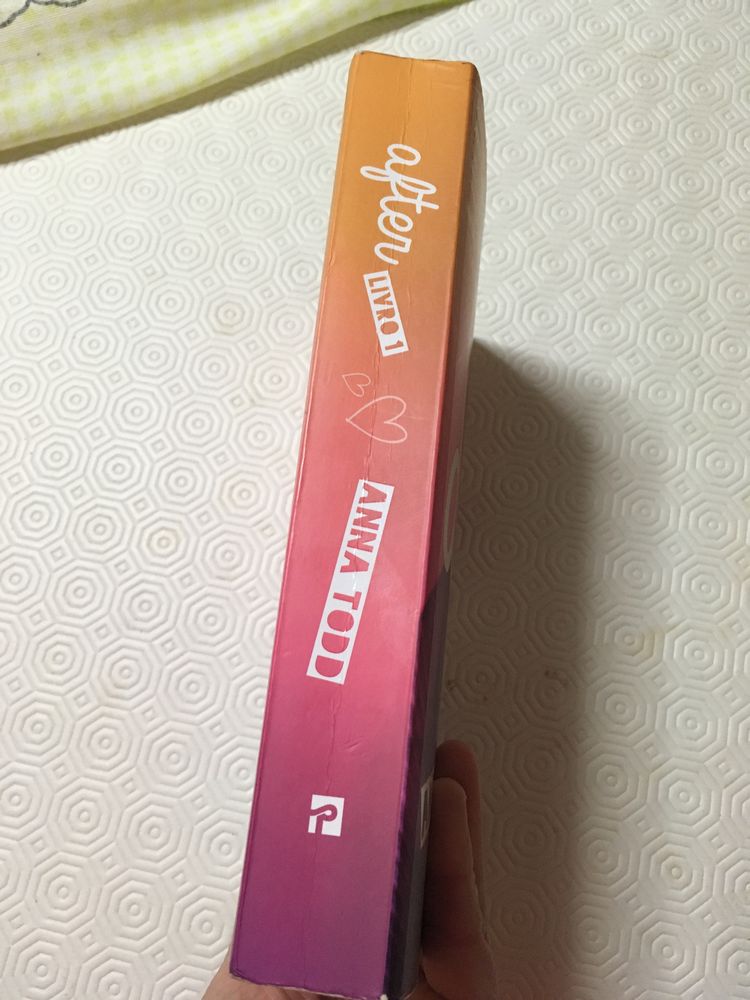 after
LIVRO 1
ANNA TODD